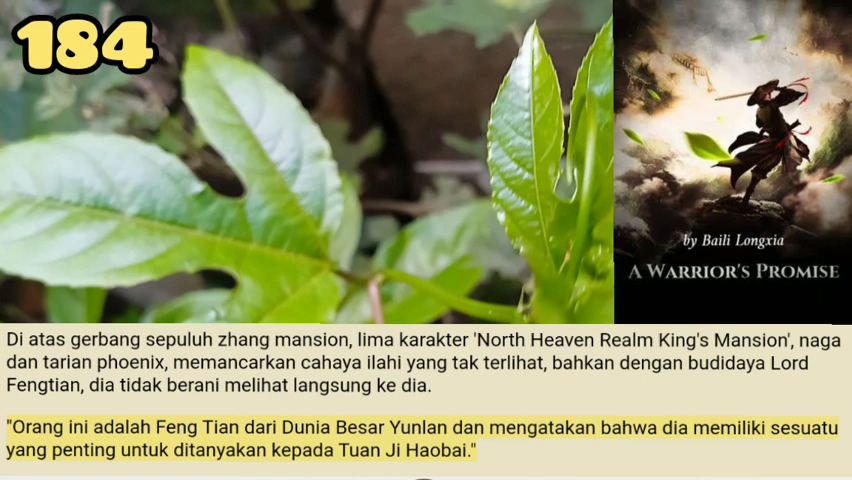 184
by Baili Longxia
A WARRIOR'S PROMISE
Di atas gerbang sepuluh zhang mansion, lima karakter 'North Heaven Realm King's Mansion', naga
dan tarian phoenix, memancarkan cahaya ilahi yang tak terlihat, bahkan dengan budidaya Lord
Fengtian, dia tidak berani melihat langsung ke dia.
"Orang ini adalah Feng Tian dari Dunia Besar Yunlan dan mengatakan bahwa dia memiliki sesuatu
yang penting untuk ditanyakan kepada Tuan Ji Haobai."